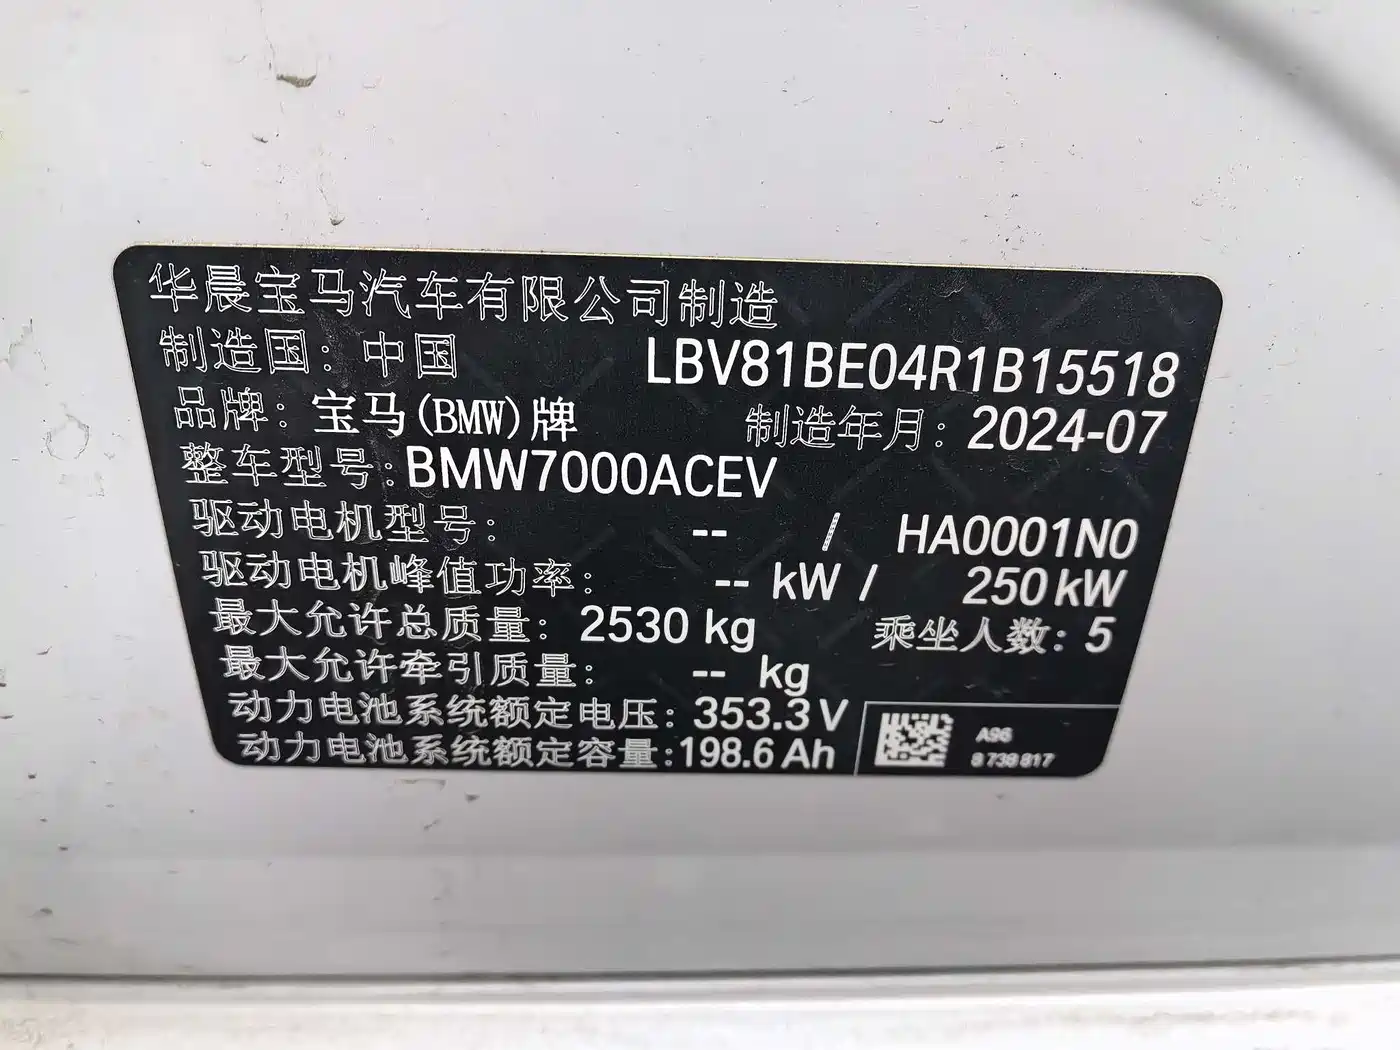 华晨宝马汽车有限公司制造
制造国：中国 LBV81BE04R1B15518
品牌：宝马(BMW)牌 制造年月：2024-07
整车型号：BMW7000ACEV
驱动电机型号： -- / HA0001N0
驱动电机峰值功率： -- kW / 250 kW
最大允许总质量：2530 kg 乘坐人数：5
最大允许牵引质量： -- kg
动力电池系统额定电压：353.3 V
动力电池系统额定容量：198.6 Ah
A96
8 738 817